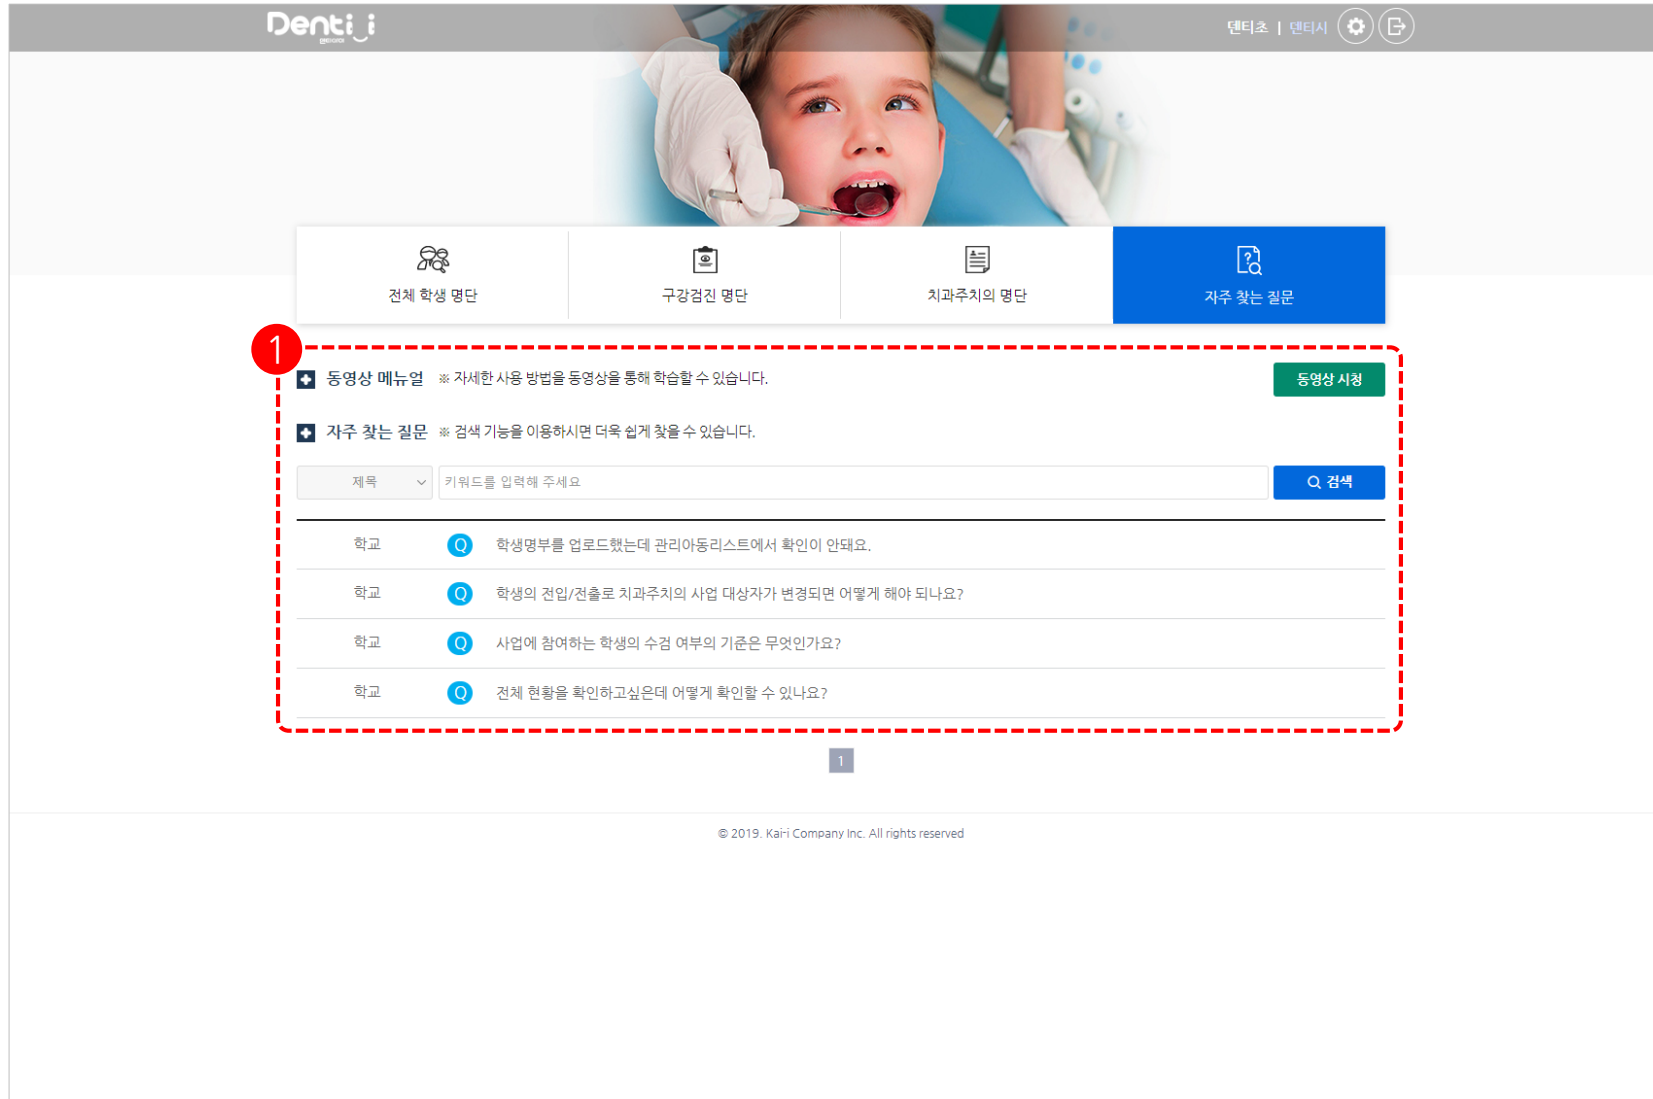 Denti-i
덴티초 | 덴티시
전체 학생 명단
구강검진 명단
치과주치의 명단
자주 찾는 질문
1
동영상 메뉴얼 ※ 자세한 사용 방법을 동영상을 통해 학습할 수 있습니다.
동영상 시청
자주 찾는 질문 ※ 검색 기능을 이용하시면 더욱 쉽게 찾을 수 있습니다.
제목 키워드를 입력해 주세요 검색
학교 Q 학생명부를 업로드했는데 관리아동리스트에서 확인이 안돼요.
학교 Q 학생의 전입/전출로 치과주치의 사업 대상자가 변경되면 어떻게 해야 되나요?
학교 Q 사업에 참여하는 학생의 수검 여부의 기준은 무엇인가요?
학교 Q 전체 현황을 확인하고싶은데 어떻게 확인할 수 있나요?
1
© 2019. Kai-i Company Inc. All rights reserved